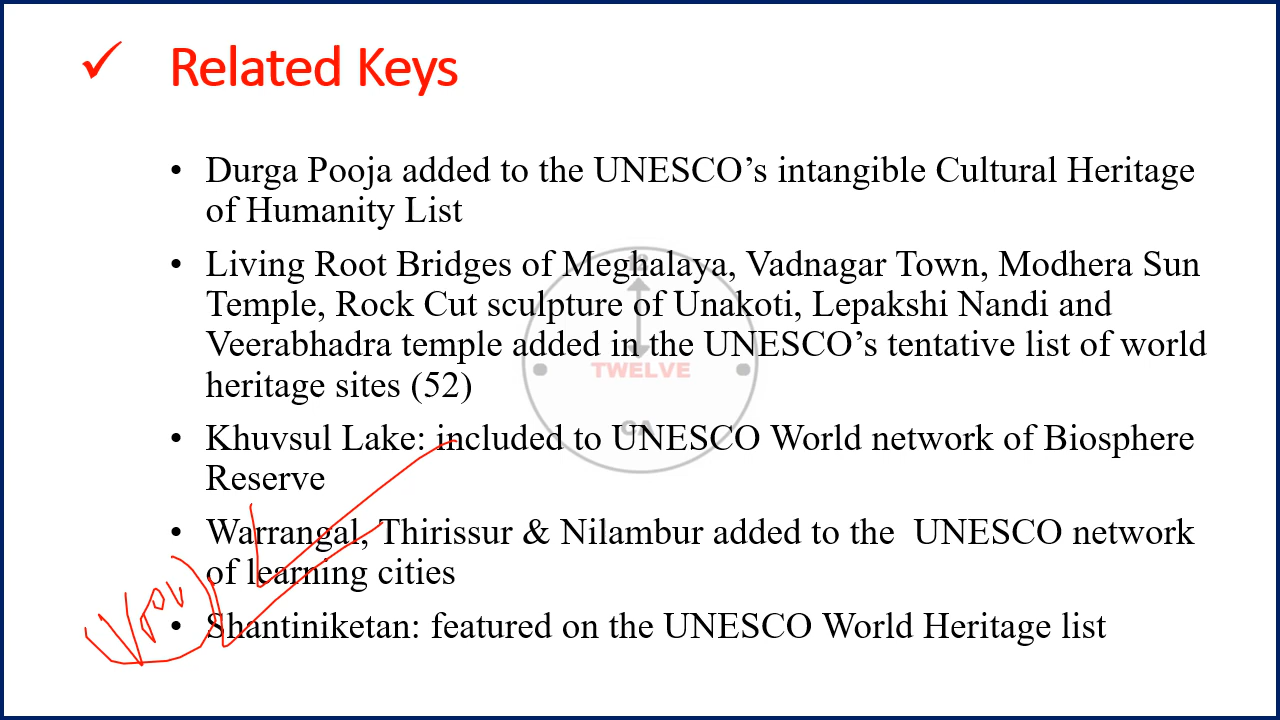 ✓ Related Keys
• Durga Pooja added to the UNESCO’s intangible Cultural Heritage
of Humanity List
• Living Root Bridges of Meghalaya, Vadnagar Town, Modhera Sun
Temple, Rock Cut sculpture of Unakoti, Lepakshi Nandi and
Veerabhadra temple added in the UNESCO’s tentative list of world
heritage sites (52)
12
TWELVE
CA
• Khuvsul Lake: included to UNESCO World network of Biosphere
Reserve
• Warrangal, Thirissur & Nilambur added to the UNESCO network
of learning cities
• Shantiniketan: featured on the UNESCO World Heritage list